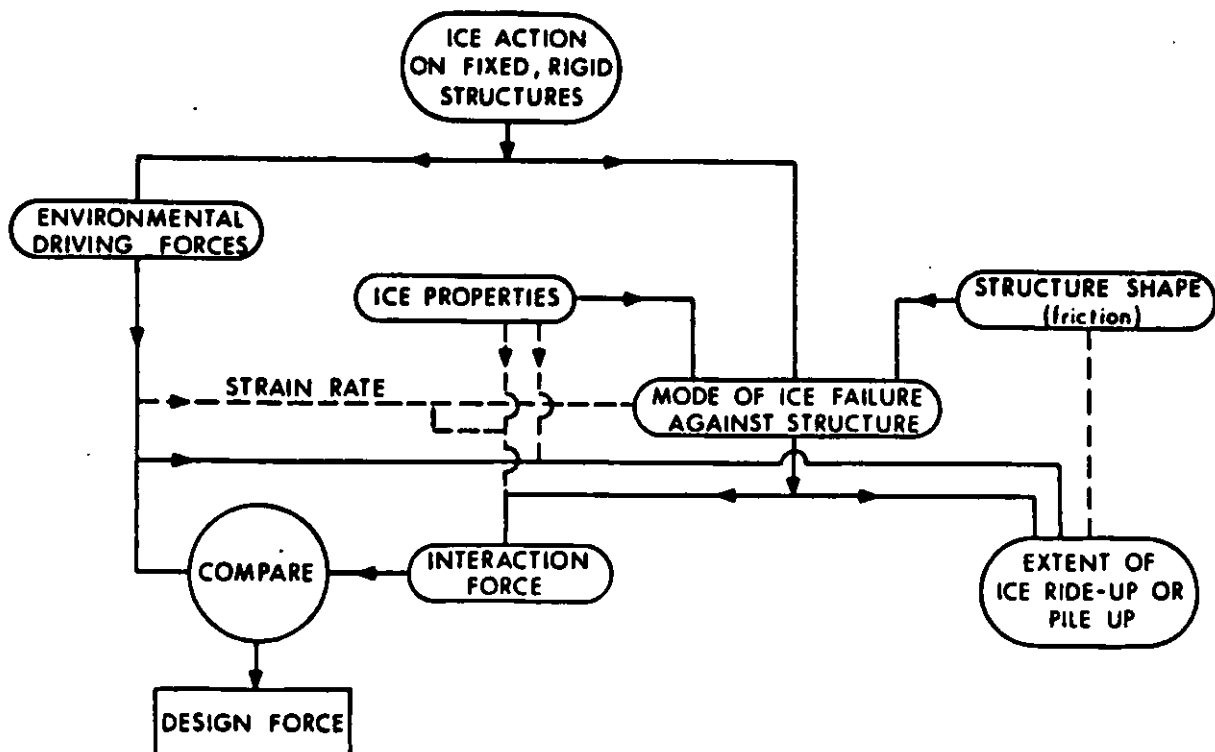 ICE ACTION
ON FIXED, RIGID
STRUCTURES
ENVIRONMENTAL
DRIVING FORCES
ICE PROPERTIES
STRUCTURE SHAPE
(friction)
STRAIN RATE
MODE OF ICE FAILURE
AGAINST STRUCTURE
COMPARE
INTERACTION
FORCE
EXTENT OF
ICE RIDE-UP OR
PILE UP
DESIGN FORCE